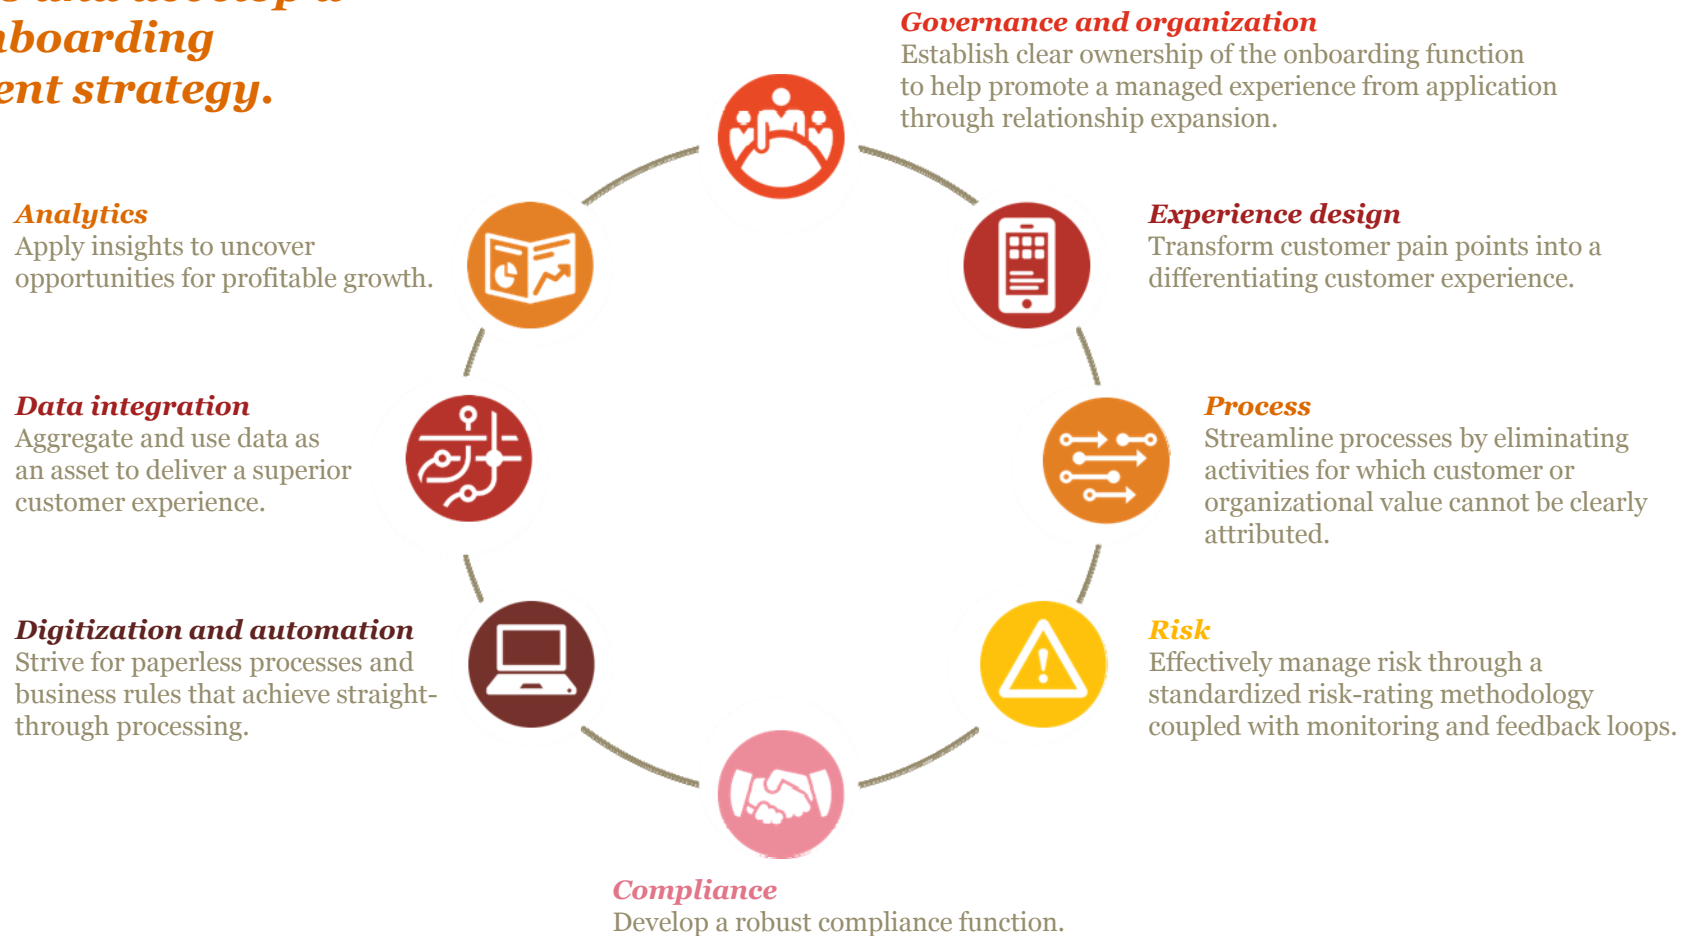 onboarding
strategy.
Governance and organization
Establish clear ownership of the onboarding function
to help promote a managed experience from application
through relationship expansion.
Experience design
Transform customer pain points into a
differentiating customer experience.
Process
Streamline processes by eliminating
activities for which customer or
organizational value cannot be clearly
attributed.
Risk
Effectively manage risk through a
standardized risk-rating methodology
coupled with monitoring and feedback loops.
Compliance
Develop a robust compliance function.
Digitization and automation
Strive for paperless processes and
business rules that achieve straight-
through processing.
Data integration
Aggregate and use data as
an asset to deliver a superior
customer experience.
Analytics
Apply insights to uncover
opportunities for profitable growth.